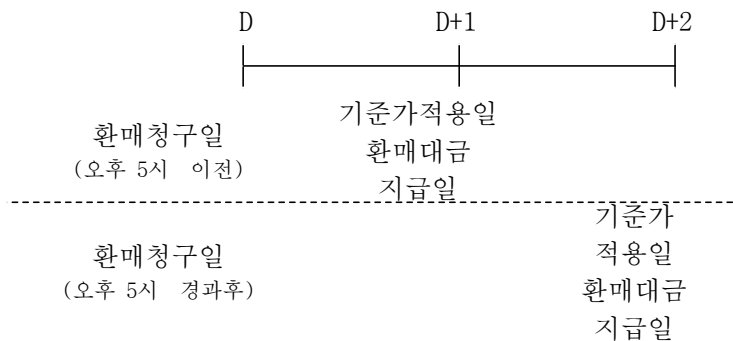 D D+1 D+2
환매청구일
(오후 5시 이전)
기준가적용일
환매대금
지급일
환매청구일
(오후 5시 경과후)
기준가
적용일
환매대금
지급일